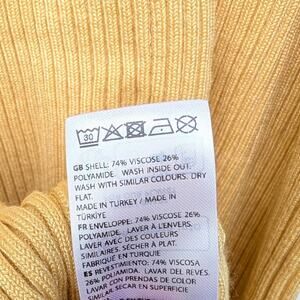 30
GB SHELL: 74% VISCOSE 26%
POLYAMIDE. WASH INSIDE OUT.
WASH WITH SIMILAR COLOURS. DRY
FLAT.
MADE IN TURKEY / MADE IN
TÜRKİYE
FR ENVELOPPE: 74% VISCOSE 26%
POLYAMIDE. LAVER À L'ENVERS.
LAVER AVEC DES COULEURS
SIMILAIRES. SÉCHER À PLAT.
FABRIQUÉ EN TURQUIE
ES REVESTIMIENTO: 74% VISCOSA
26% POLIAMIDA. LAVAR DEL REVÉS.
LAVAR CON PRENDAS DE COLOR
SIMILAR. SECAR EN SUPERFICIE